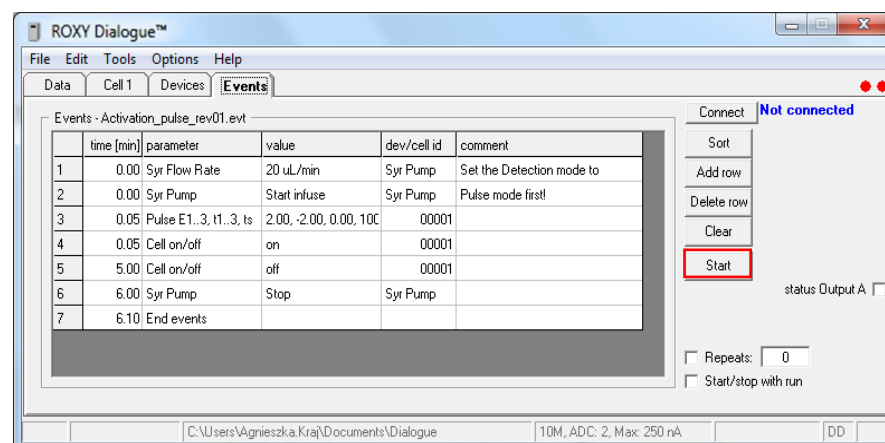 ROXY Dialogue™
File Edit Tools Options Help
Data Cell 1 Devices Events
Events - Activation_pulse_rev01.evt
time [min] parameter value dev/cell id comment
1 0.00 Syr Flow Rate 20 uL/min Syr Pump Set the Detection mode to
2 0.00 Syr Pump Start infuse Syr Pump Pulse mode first!
3 0.05 Pulse E1..3, t1..3, ts 2.00, -2.00, 0.00, 100 00001
4 0.05 Cell on/off on 00001
5 5.00 Cell on/off off 00001
6 6.00 Syr Pump Stop Syr Pump
7 6.10 End events
Connect Not connected
Sort
Add row
Delete row
Clear
Start
status Output A
Repeats: 0
Start/stop with run
C:\Users\Agnieszka.Kraj\Documents\Dialogue 10M, ADC: 2, Max: 250 nA DD